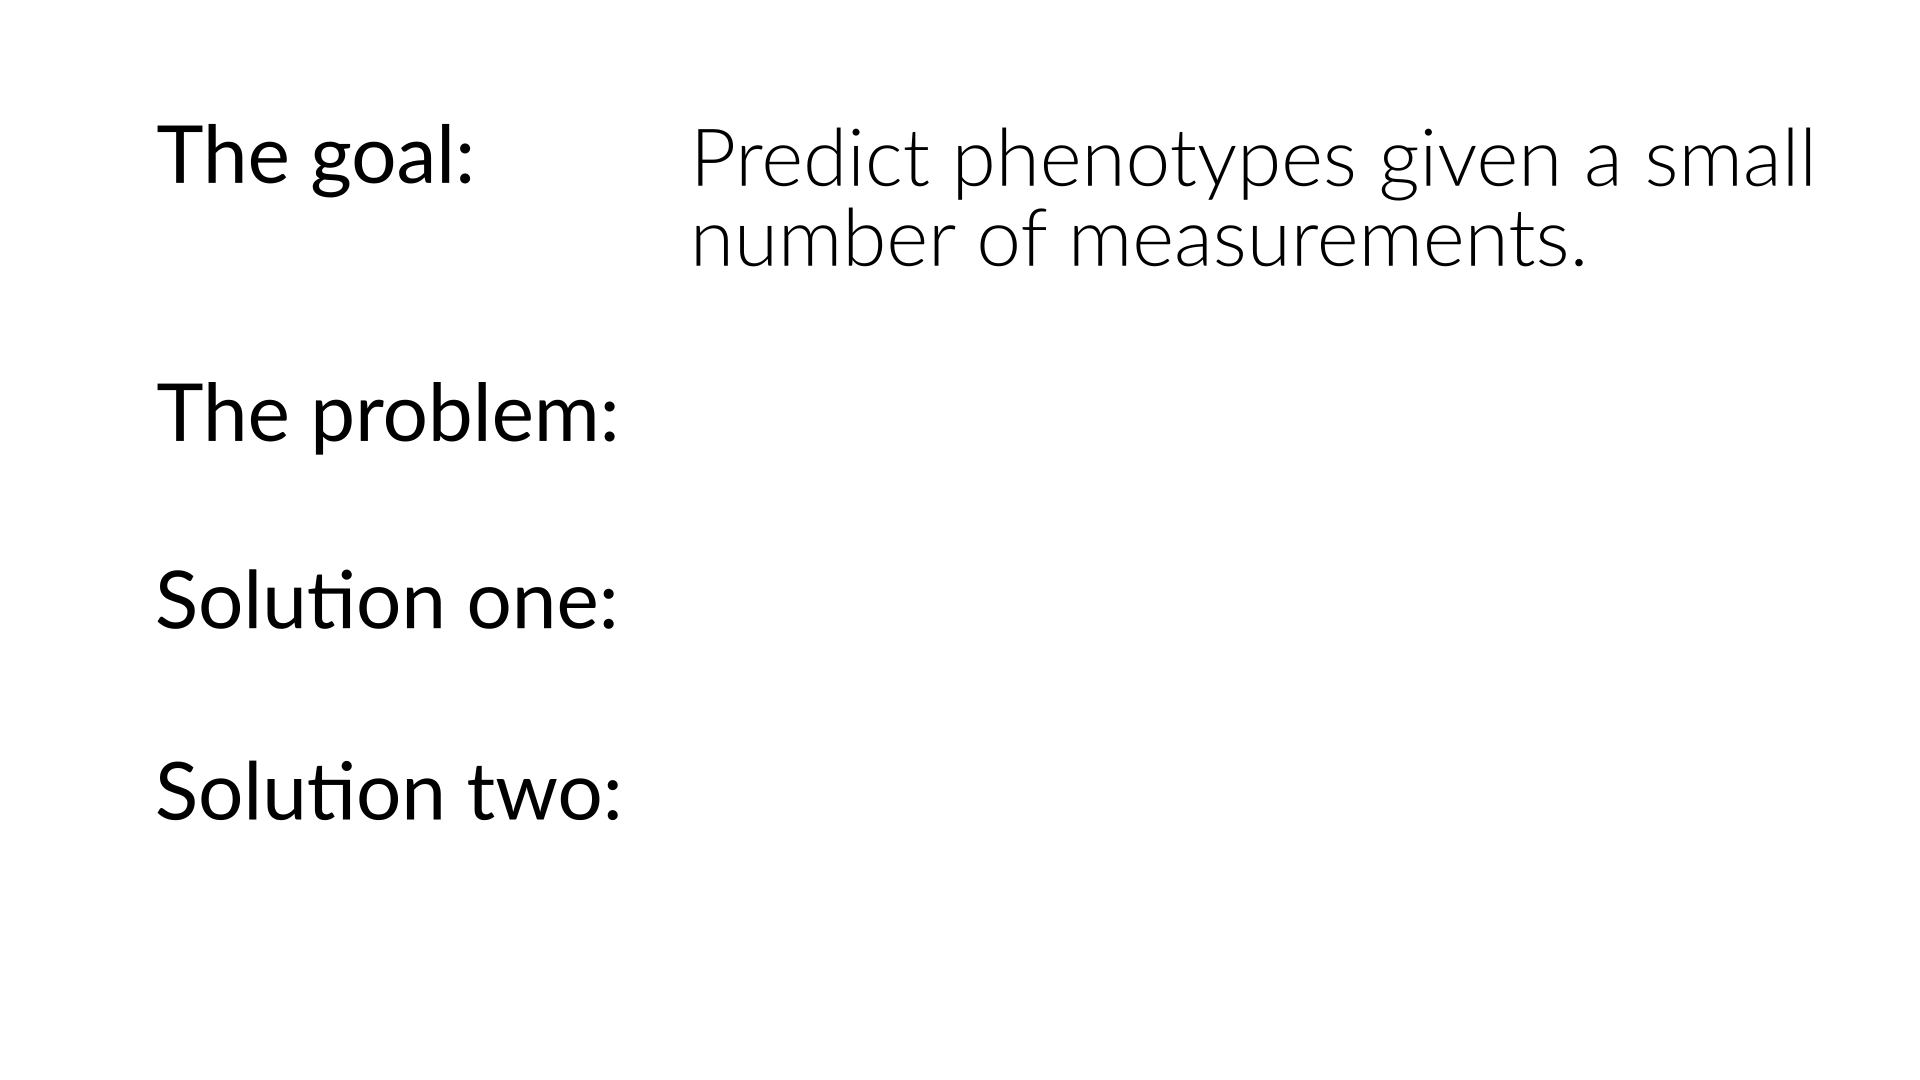 The goal: Predict phenotypes given a small
number of measurements.
The problem:
Solution one:
Solution two: